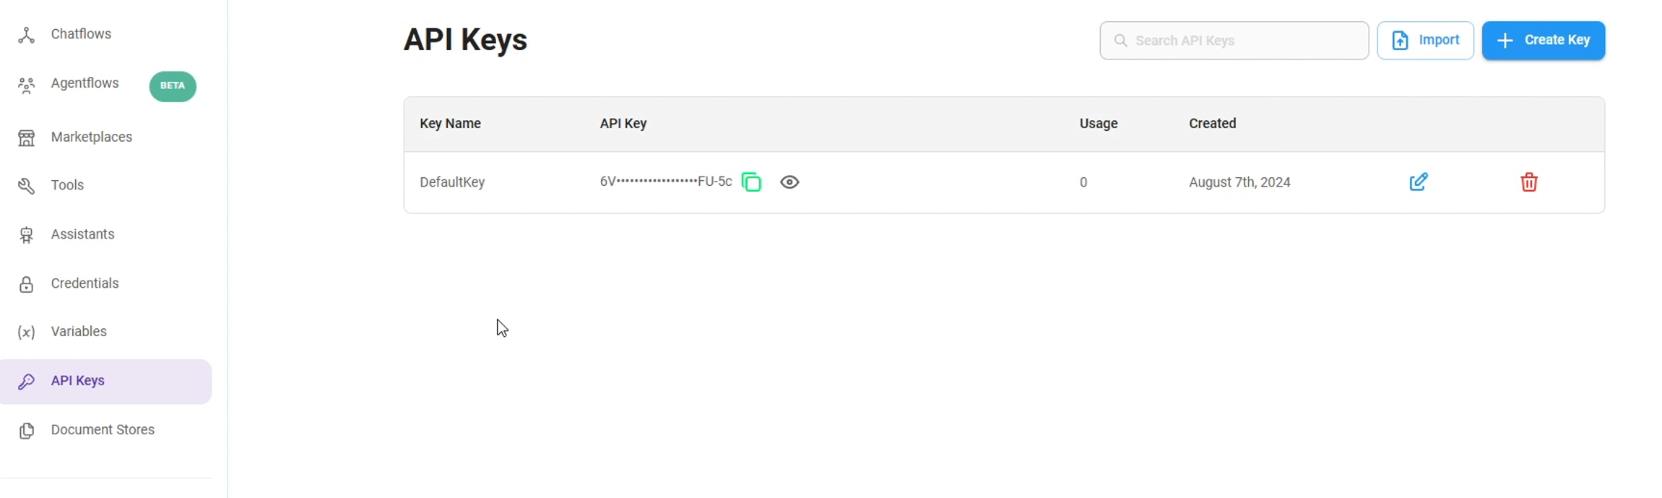 Chatflows
Agentflows BETA
Marketplaces
Tools
Assistants
Credentials
(x) Variables
API Keys
Document Stores
API Keys
Search API Keys
Import
Create Key
Key Name API Key Usage Created
DefaultKey 6V••••••••••••••••••FU-5c 0 August 7th, 2024